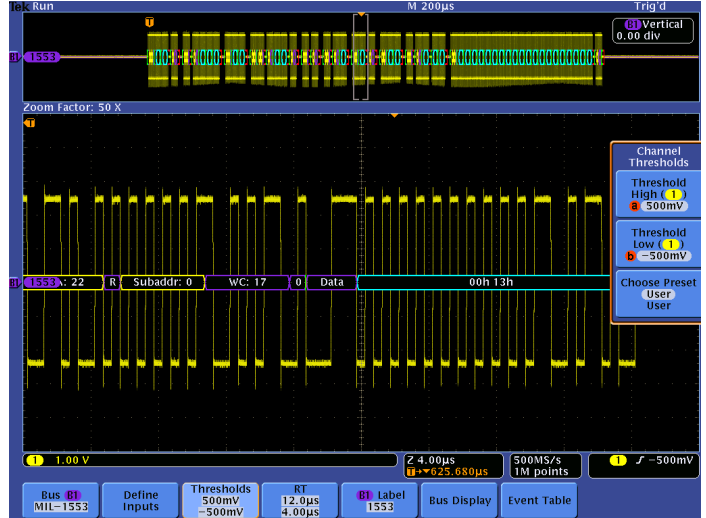 Tek Run M 200µs Trig'd
B1 Vertical
0.00 div
T
B1 1553
Zoom Factor: 50 X
T
Channel
Thresholds
Threshold
High (1)
a 500mV
Threshold
Low (1)
b −500mV
Choose Preset
User
User
B1 1553 A: 22 R Subaddr: 0 WC: 17 0 Data 00h 13h
1 1.00 V
Z 4.00µs
T→▼625.680µs
500MS/s
1M points
1 ∫ −500mV
Bus B1
MIL−1553
Define
Inputs
Thresholds
500mV
−500mV
RT
12.0µs
4.00µs
B1 Label
1553
Bus Display
Event Table